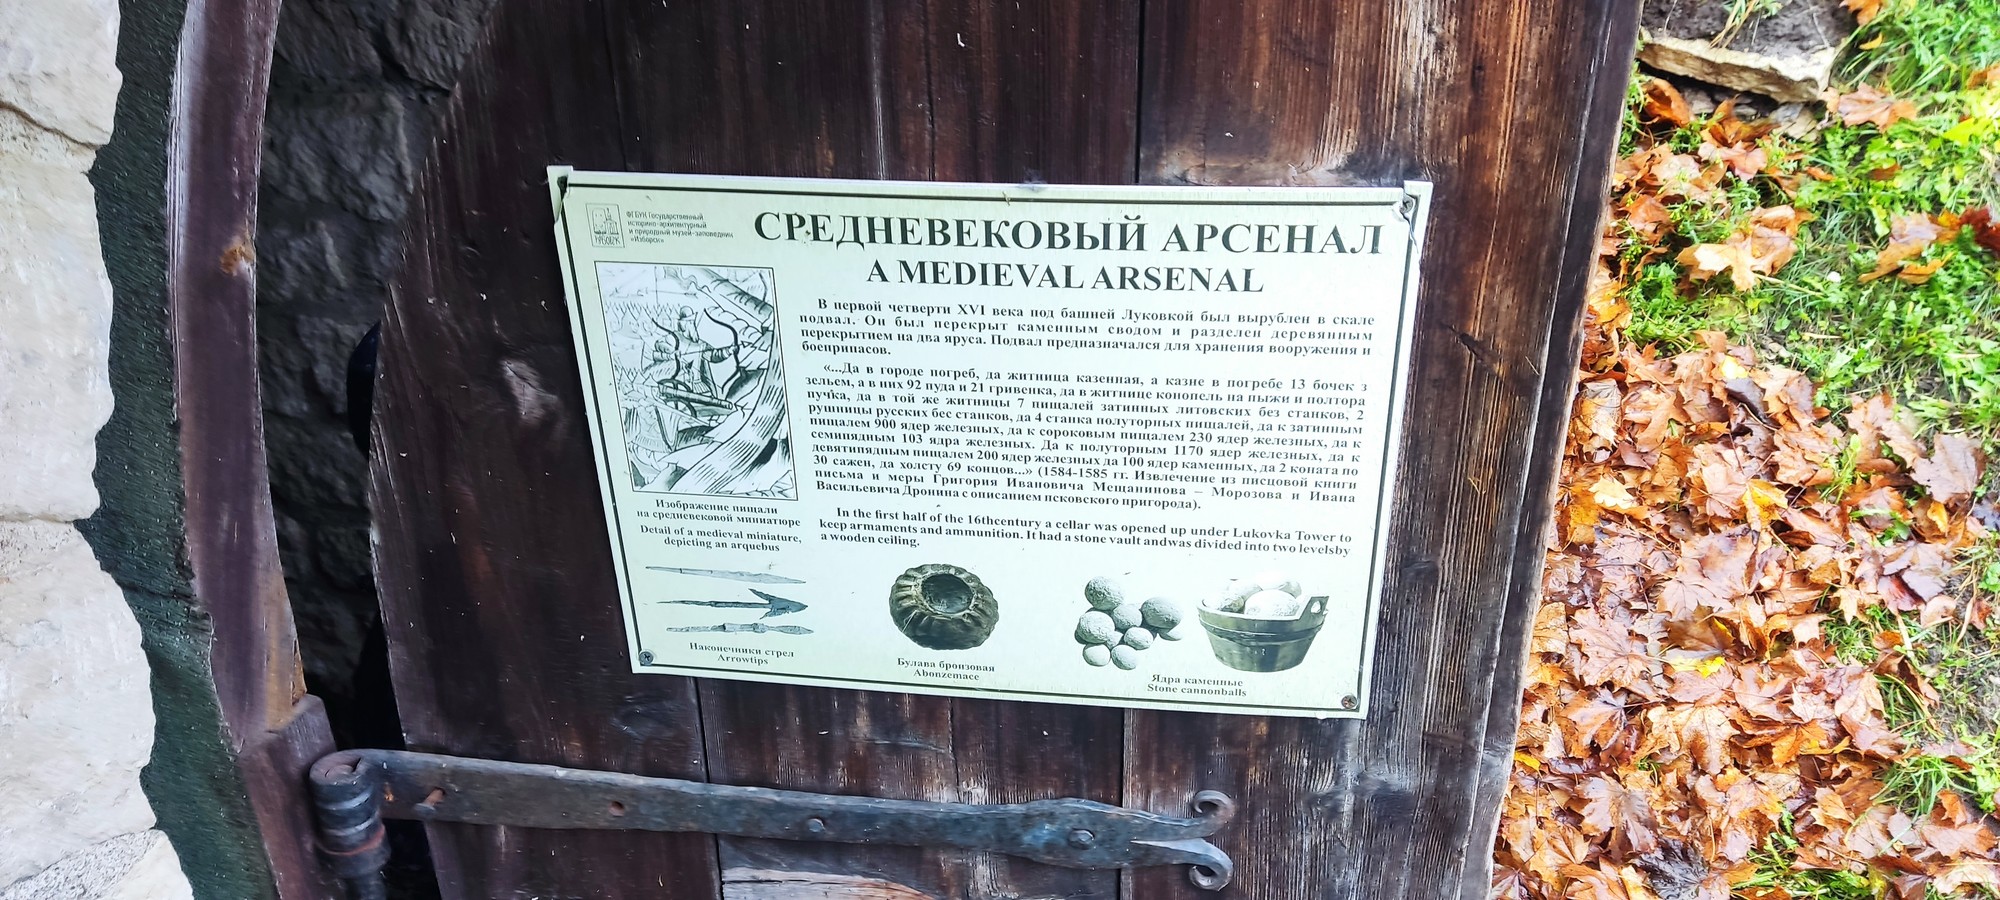 ФГБУК Государственный
историко-архитектурный
и природный музей-заповедник
«Изборск»
ИЗБОРСК
СРЕДНЕВЕКОВЫЙ АРСЕНАЛ
A MEDIEVAL ARSENAL
В первой четверти XVI века под башней Луковкой был вырублен в скале
подвал. Он был перекрыт каменным сводом и разделен деревянным
перекрытием на два яруса. Подвал предназначался для хранения вооружения и
боеприпасов.
«...Да в городе погреб, да житница казенная, а казне в погребе 13 бочек з
зельем, а в них 92 пуда и 21 гривенка, да в житнице конопель на пыжи и полтора
пучка, да в той же житницы 7 пищалей затинных литовских без станков, 2
рушницы русских бес станков, да 4 станка полуторных пищалей, да к затинным
пищалем 900 ядер железных, да к сороковым пищалем 230 ядер железных, да к
семипядным 103 ядра железных. Да к полуторным 1170 ядер железных, да к
девятипядным пищалем 200 ядер железных да 100 ядер каменных, да 2 коната по
30 сажен, да холсту 69 концов...» (1584-1585 гг. Извлечение из писцовой книги
письма и меры Григория Ивановича Мещанинова – Морозова и Ивана
Васильевича Дронина с описанием псковского пригорода).
In the first half of the 16thcentury a cellar was opened up under Lukovka Tower to
keep armaments and ammunition. It had a stone vault andwas divided into two levelsby
a wooden ceiling.
Изображение пищали
на средневековой миниатюре
Detail of a medieval miniature,
depicting an arquebus
Наконечники стрел
Arrowtips
Булава бронзовая
Abonzemace
Ядра каменные
Stone cannonballs